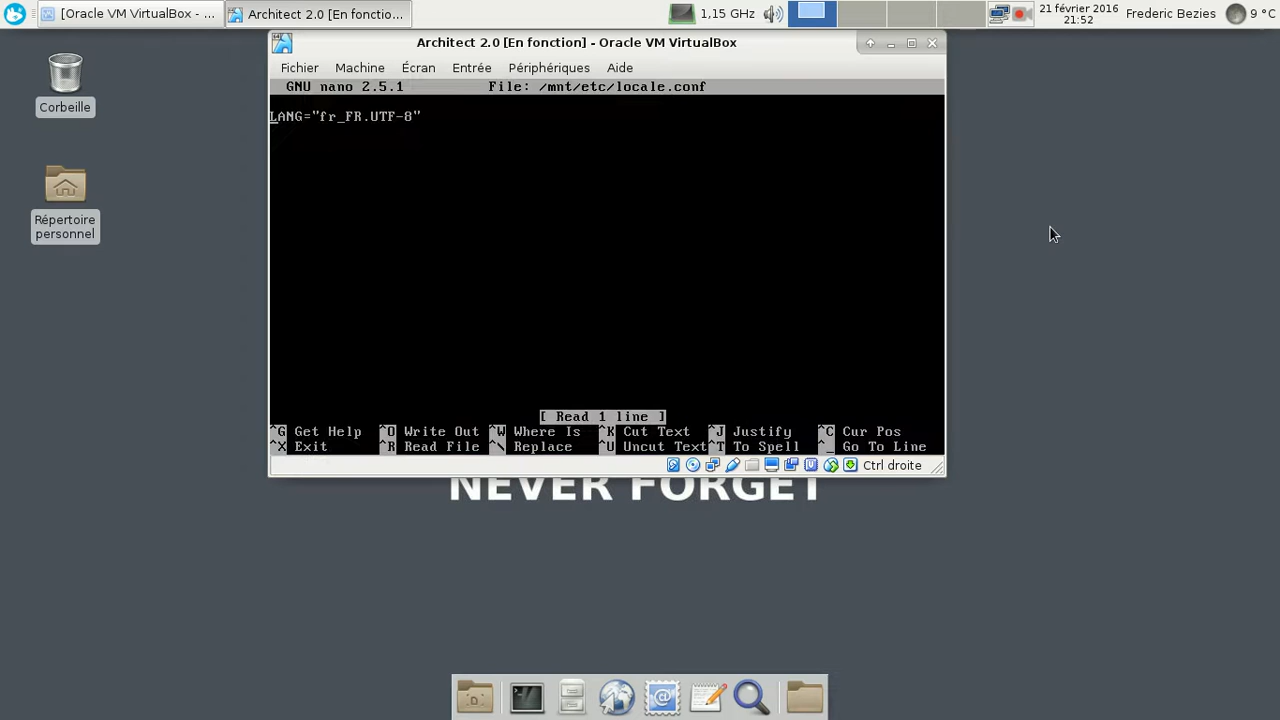 [Oracle VM VirtualBox - ...
Architect 2.0 [En fonctio...
1,15 GHz
21 février 2016
21:52
Frederic Bezies
9 °C
Corbeille
Répertoire
personnel
Architect 2.0 [En fonction] - Oracle VM VirtualBox
Fichier Machine Écran Entrée Périphériques Aide
GNU nano 2.5.1 File: /mnt/etc/locale.conf
LANG="fr_FR.UTF-8"
[ Read 1 line ]
^G Get Help ^O Write Out ^W Where Is ^K Cut Text ^J Justify ^C Cur Pos
^X Exit ^R Read File ^\ Replace ^U Uncut Text ^T To Spell ^_ Go To Line
Ctrl droite
NEVER FORGET